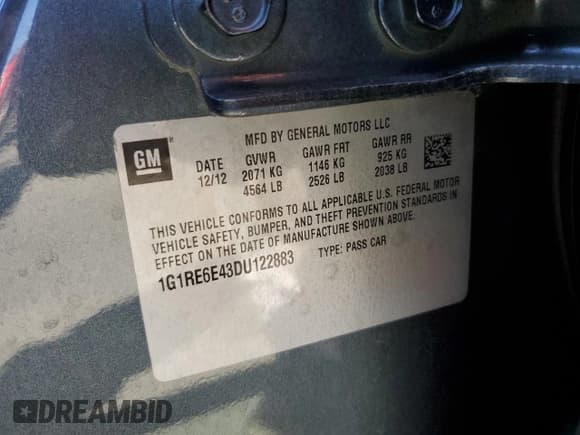 GM
MFD BY GENERAL MOTORS LLC
DATE GVWR GAWR FRT GAWR RR
12/12 2071 KG 1146 KG 925 KG
4564 LB 2526 LB 2038 LB
THIS VEHICLE CONFORMS TO ALL APPLICABLE U.S. FEDERAL MOTOR
VEHICLE SAFETY, BUMPER, AND THEFT PREVENTION STANDARDS IN
EFFECT ON THE DATE OF MANUFACTURE SHOWN ABOVE.
1G1RE6E43DU122883 TYPE: PASS CAR
DREAMBID